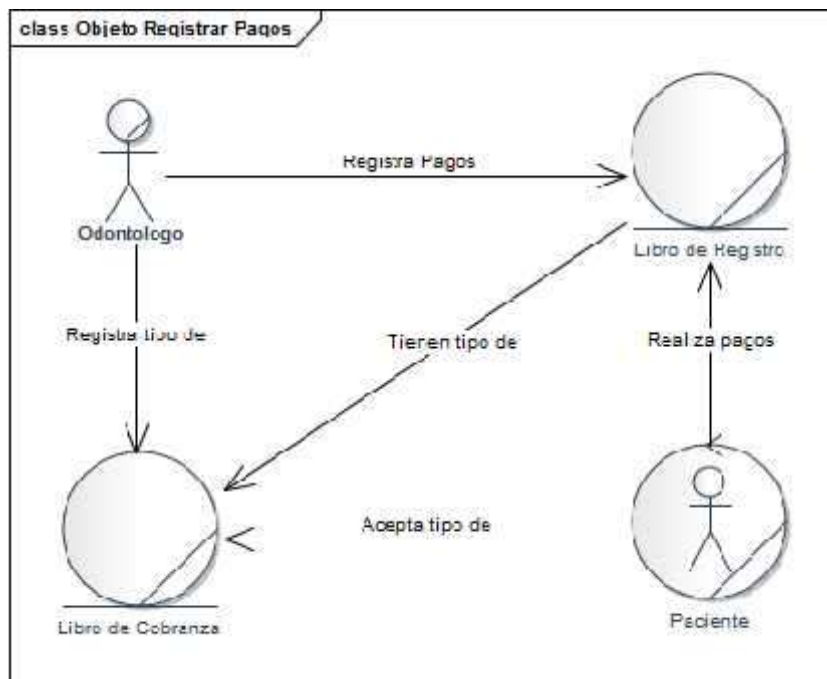 class Objeto Registrar Pagos
Registra Pagos
Odontologo
Libro de Registro
Registra tipo de
Tienen tipo de
Realiza pagos
Acepta tipo de
Libro de Cobranza
Paciente